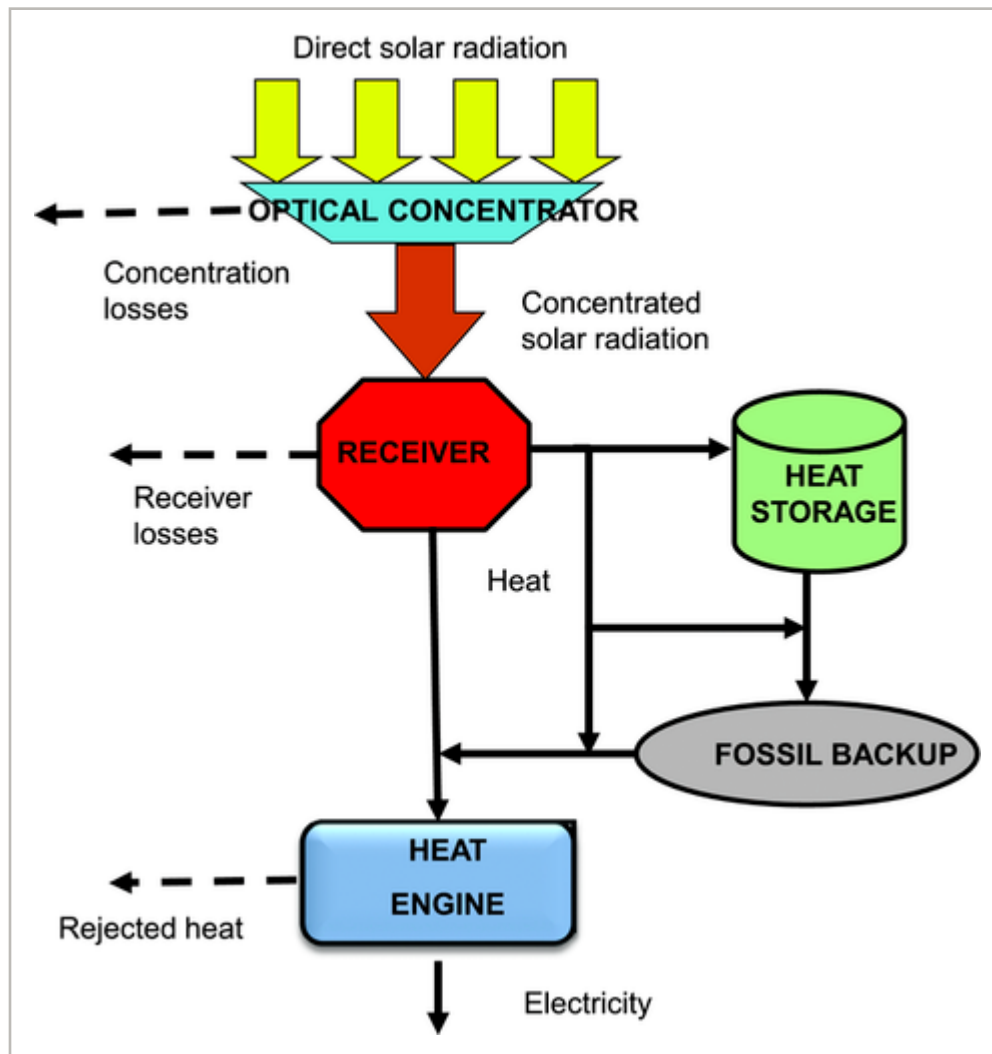 Direct solar radiation
OPTICAL CONCENTRATOR
Concentration
losses
Concentrated
solar radiation
RECEIVER
HEAT
STORAGE
Receiver
losses
Heat
FOSSIL BACKUP
HEAT
ENGINE
Rejected heat
Electricity